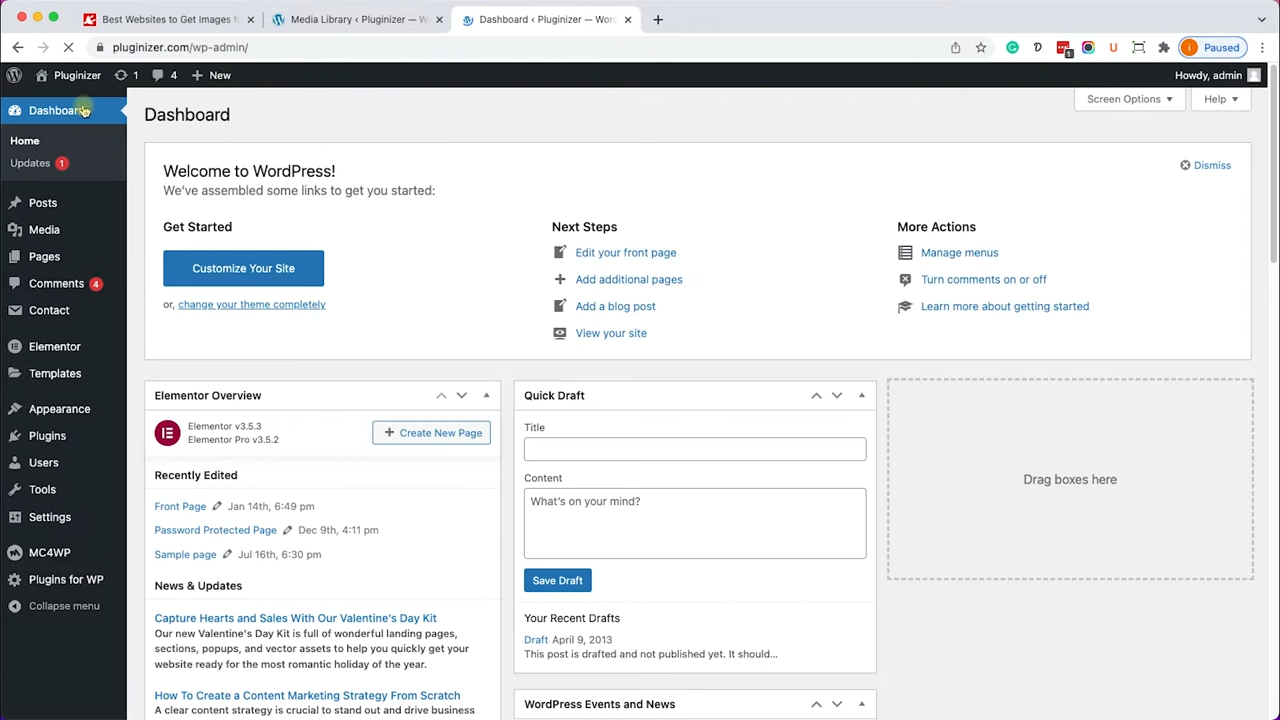 Best Websites to Get Images f
Media Library ‹ Pluginizer — W
Dashboard ‹ Pluginizer — Wor
pluginizer.com/wp-admin/
1
Paused
Pluginizer
1
4
New
Howdy, admin
Dashboard
Home
Updates 1
Posts
Media
Pages
Comments 4
Contact
Elementor
Templates
Appearance
Plugins
Users
Tools
Settings
MC4WP
Plugins for WP
Collapse menu
Dashboard
Screen Options
Help
Welcome to WordPress!
We've assembled some links to get you started:
Dismiss
Get Started
Customize Your Site
or, change your theme completely
Next Steps
Edit your front page
Add additional pages
Add a blog post
View your site
More Actions
Manage menus
Turn comments on or off
Learn more about getting started
Elementor Overview
Elementor v3.5.3
Elementor Pro v3.5.2
Create New Page
Recently Edited
Front Page Jan 14th, 6:49 pm
Password Protected Page Dec 9th, 4:11 pm
Sample page Jul 16th, 6:30 pm
News & Updates
Capture Hearts and Sales With Our Valentine's Day Kit
Our new Valentine's Day Kit is full of wonderful landing pages,
sections, popups, and vector assets to help you quickly get your
website ready for the most romantic holiday of the year.
How To Create a Content Marketing Strategy From Scratch
A clear content strategy is crucial to stand out and drive business
Quick Draft
Title
Content
What's on your mind?
Save Draft
Your Recent Drafts
Draft April 9, 2013
This post is drafted and not published yet. It should…
WordPress Events and News
Drag boxes here